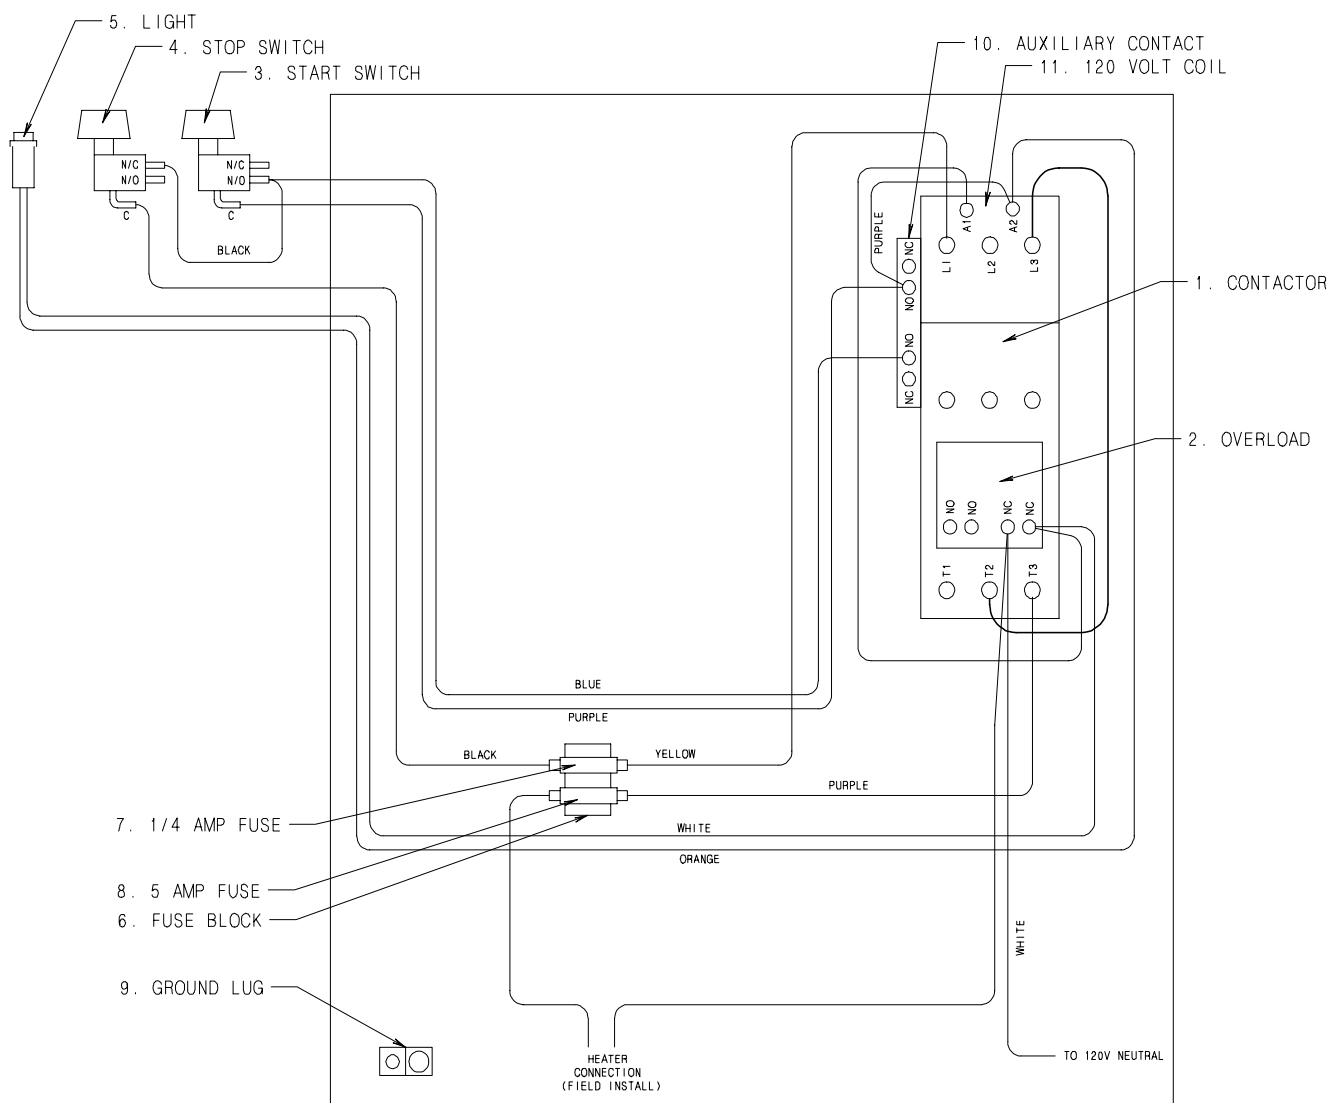 5. LIGHT
4. STOP SWITCH
3. START SWITCH
10. AUXILIARY CONTACT
11. 120 VOLT COIL
N/C
N/O
C
N/C
N/O
C
BLACK
PURPLE
NC
NO
NO
NC
A1
A2
L1
L2
L3
1. CONTACTOR
2. OVERLOAD
NO
NO
NC
NC
T1
T2
T3
BLUE
PURPLE
BLACK
YELLOW
PURPLE
7. 1/4 AMP FUSE
WHITE
ORANGE
8. 5 AMP FUSE
6. FUSE BLOCK
WHITE
9. GROUND LUG
HEATER
CONNECTION
(FIELD INSTALL)
TO 120V NEUTRAL